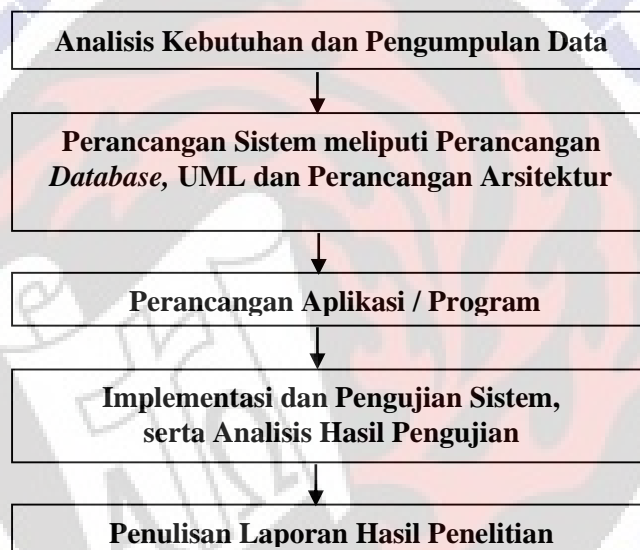 Analisis Kebutuhan dan Pengumpulan Data
Perancangan Sistem meliputi Perancangan
Database, UML dan Perancangan Arsitektur
Perancangan Aplikasi / Program
Implementasi dan Pengujian Sistem,
serta Analisis Hasil Pengujian
Penulisan Laporan Hasil Penelitian